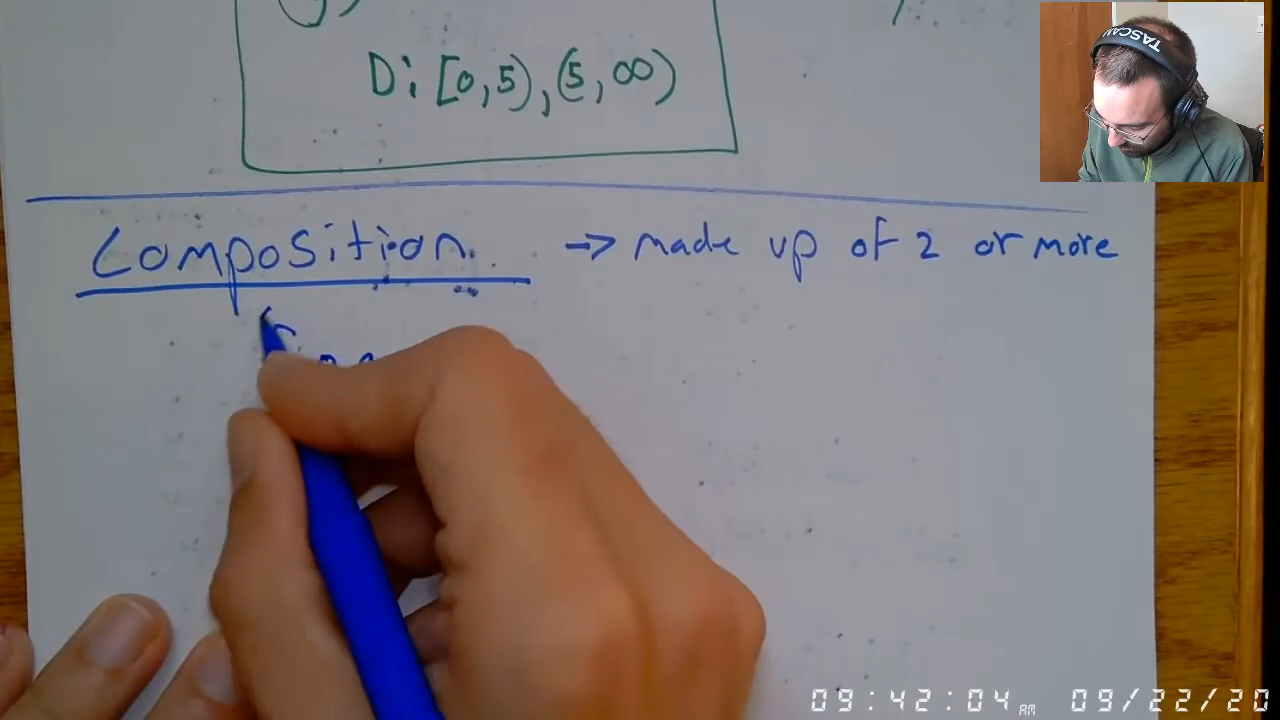 D: [0,5),(5,∞)
TASCAM
Composition → made up of 2 or more
09:42:04 AM 09/22/20